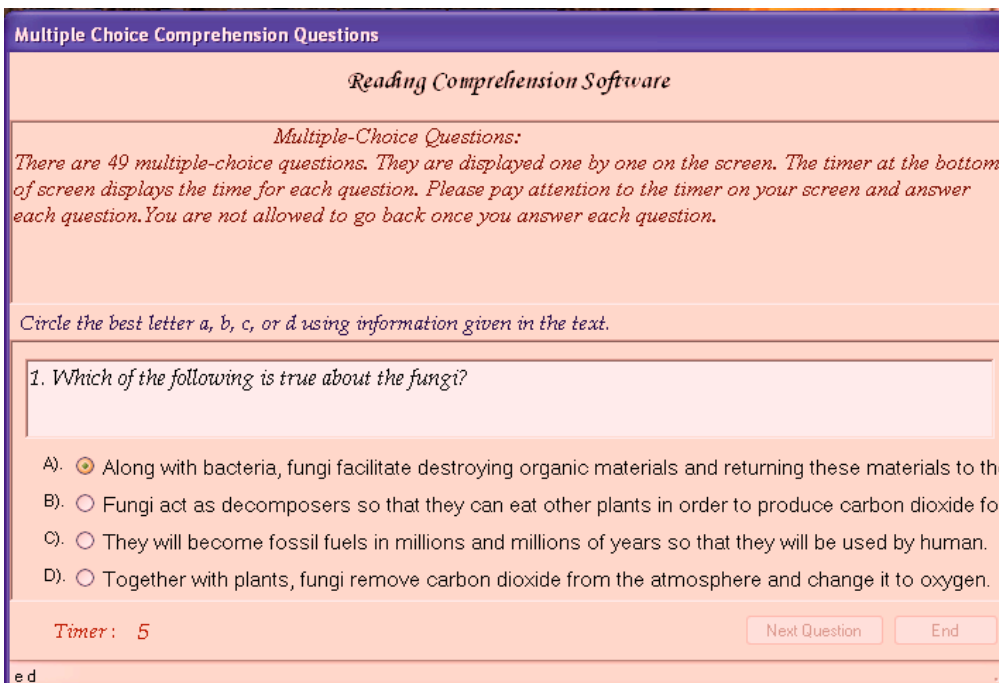 Multiple Choice Comprehension Questions
Reading Comprehension Software
Multiple-Choice Questions:
There are 49 multiple-choice questions. They are displayed one by one on the screen. The timer at the bottom
of screen displays the time for each question. Please pay attention to the timer on your screen and answer
each question.You are not allowed to go back once you answer each question.
Circle the best letter a, b, c, or d using information given in the text.
1. Which of the following is true about the fungi?
A). Along with bacteria, fungi facilitate destroying organic materials and returning these materials to th
B). Fungi act as decomposers so that they can eat other plants in order to produce carbon dioxide fo
C). They will become fossil fuels in millions and millions of years so that they will be used by human.
D). Together with plants, fungi remove carbon dioxide from the atmosphere and change it to oxygen.
Timer: 5 Next Question End
e d